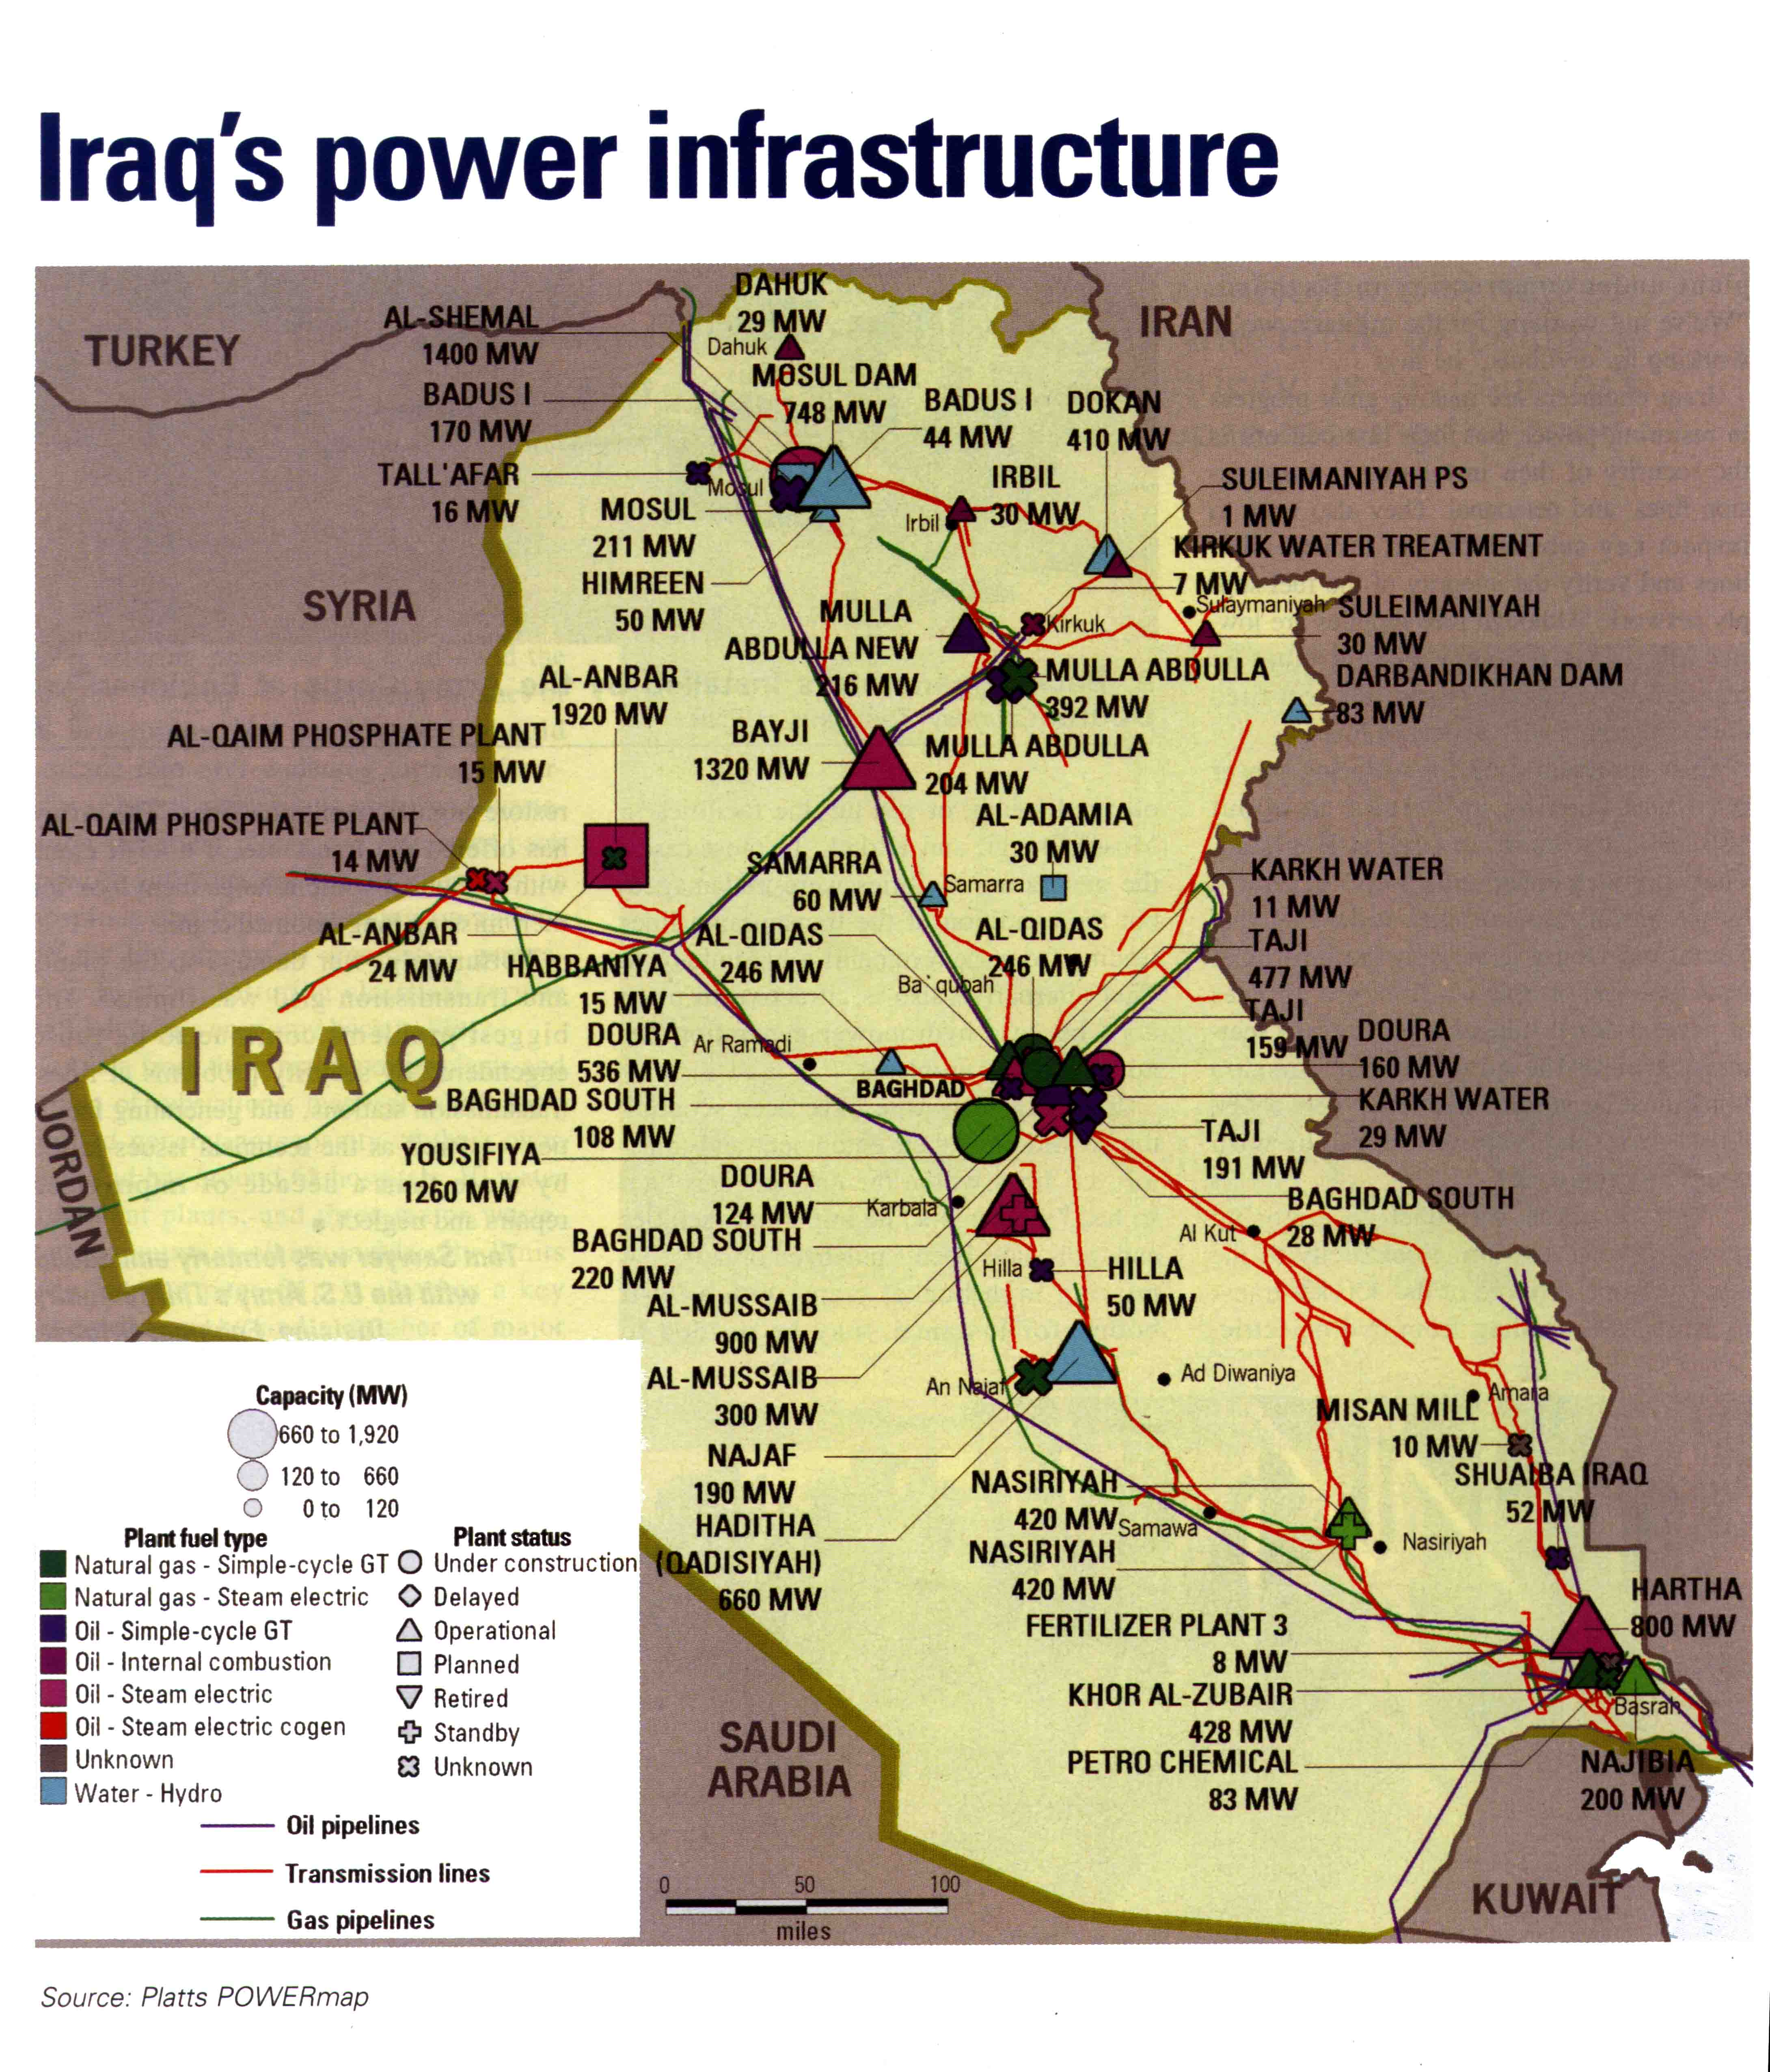 Iraq's power infrastructure
TURKEY
IRAN
SYRIA
IRAQ
JORDAN
SAUDI
ARABIA
KUWAIT
DAHUK
29 MW
Dahuk
AL-SHEMAL
1400 MW
BADUS I
170 MW
MOSUL DAM
748 MW
BADUS I
44 MW
DOKAN
410 MW
TALL'AFAR
16 MW
Mosul
MOSUL
211 MW
HIMREEN
50 MW
IRBIL
30 MW
Irbil
SULEIMANIYAH PS
1 MW
KIRKUK WATER TREATMENT
7 MW
Kirkuk
Sulaymaniyah
SULEIMANIYAH
30 MW
DARBANDIKHAN DAM
83 MW
MULLA
ABDULLA NEW
216 MW
MULLA ABDULLA
392 MW
MULLA ABDULLA
204 MW
AL-ANBAR
1920 MW
AL-QAIM PHOSPHATE PLANT
15 MW
AL-QAIM PHOSPHATE PLANT
14 MW
BAYJI
1320 MW
AL-ADAMIA
30 MW
SAMARRA
60 MW
Samarra
AL-ANBAR
24 MW
HABBANIYA
15 MW
AL-QIDAS
246 MW
AL-QIDAS
246 MW
Ba`qubah
KARKH WATER
11 MW
TAJI
477 MW
TAJI
159 MW
DOURA
160 MW
KARKH WATER
29 MW
TAJI
191 MW
BAGHDAD SOUTH
28 MW
DOURA
536 MW
Ar Ramadi
BAGHDAD
BAGHDAD SOUTH
108 MW
YOUSIFIYA
1260 MW
DOURA
124 MW
Karbala
Al Kut
BAGHDAD SOUTH
220 MW
Hilla
HILLA
50 MW
AL-MUSSAIB
900 MW
AL-MUSSAIB
300 MW
An Najaf
Ad Diwaniya
Amara
NAJAF
190 MW
HADITHA
(QADISIYAH)
660 MW
MISAN MILL
10 MW
SHUAIBA IRAQ
52 MW
NASIRIYAH
420 MW
Samawa
Nasiriyah
NASIRIYAH
420 MW
HARTHA
800 MW
FERTILIZER PLANT 3
8 MW
KHOR AL-ZUBAIR
428 MW
PETRO CHEMICAL
83 MW
Basrah
NAJIBIA
200 MW
Capacity (MW)
660 to 1,920
120 to 660
0 to 120
Plant fuel type
Natural gas - Simple-cycle GT
Natural gas - Steam electric
Oil - Simple-cycle GT
Oil - Internal combustion
Oil - Steam electric
Oil - Steam electric cogen
Unknown
Water - Hydro
Plant status
Under construction
Delayed
Operational
Planned
Retired
Standby
Unknown
Oil pipelines
Transmission lines
Gas pipelines
0 50 100
miles
Source: Platts POWERmap